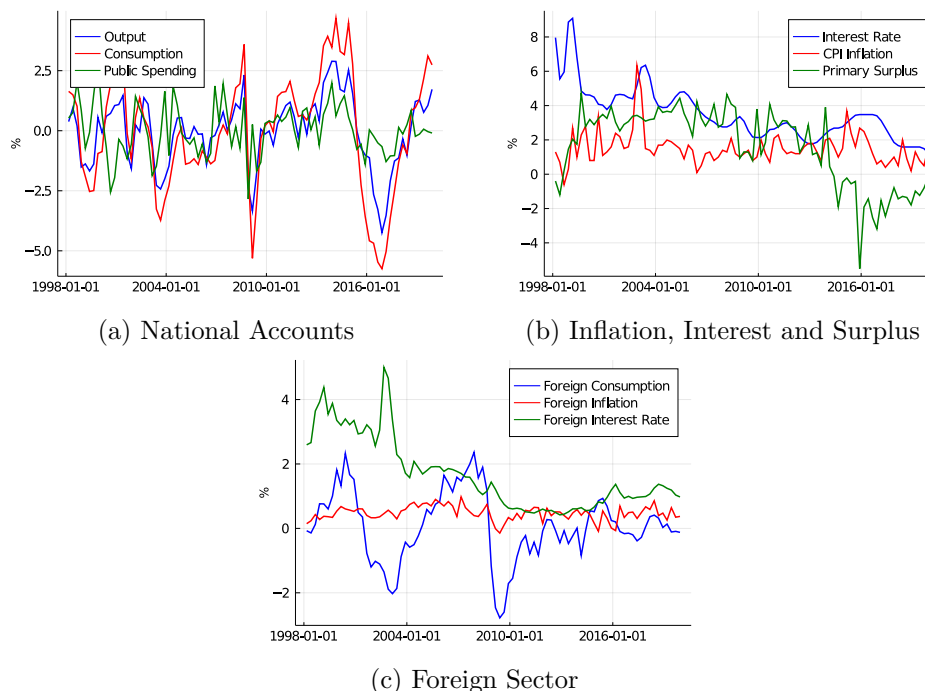 Output
Consumption
Public Spending
2.5
0.0
−2.5
−5.0
%
1998-01-01 2004-01-01 2010-01-01 2016-01-01
(a) National Accounts
Interest Rate
CPI Inflation
Primary Surplus
8
6
4
2
0
−2
−4
%
1998-01-01 2004-01-01 2010-01-01 2016-01-01
(b) Inflation, Interest and Surplus
Foreign Consumption
Foreign Inflation
Foreign Interest Rate
4
2
0
−2
%
1998-01-01 2004-01-01 2010-01-01 2016-01-01
(c) Foreign Sector